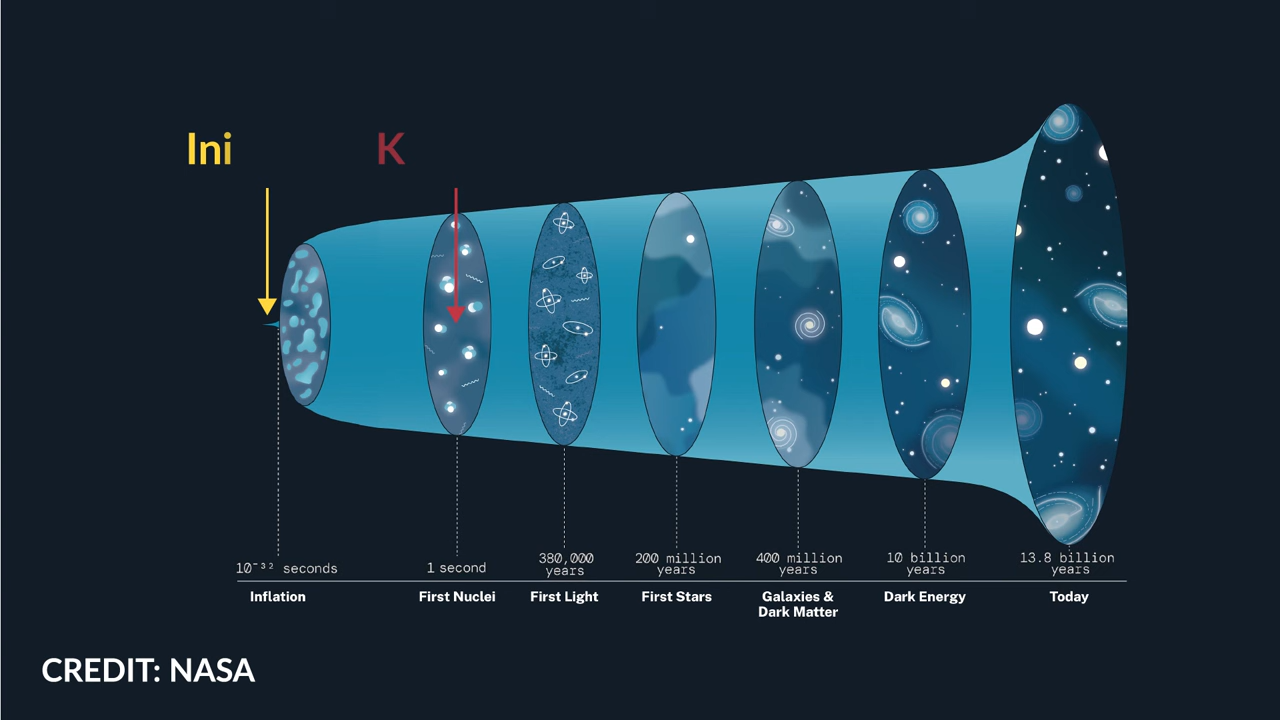 Ini K
10⁻³² seconds
1 second
380,000
years
200 million
years
400 million
years
10 billion
years
13.8 billion
years
Inflation
First Nuclei
First Light
First Stars
Galaxies &
Dark Matter
Dark Energy
Today
CREDIT: NASA